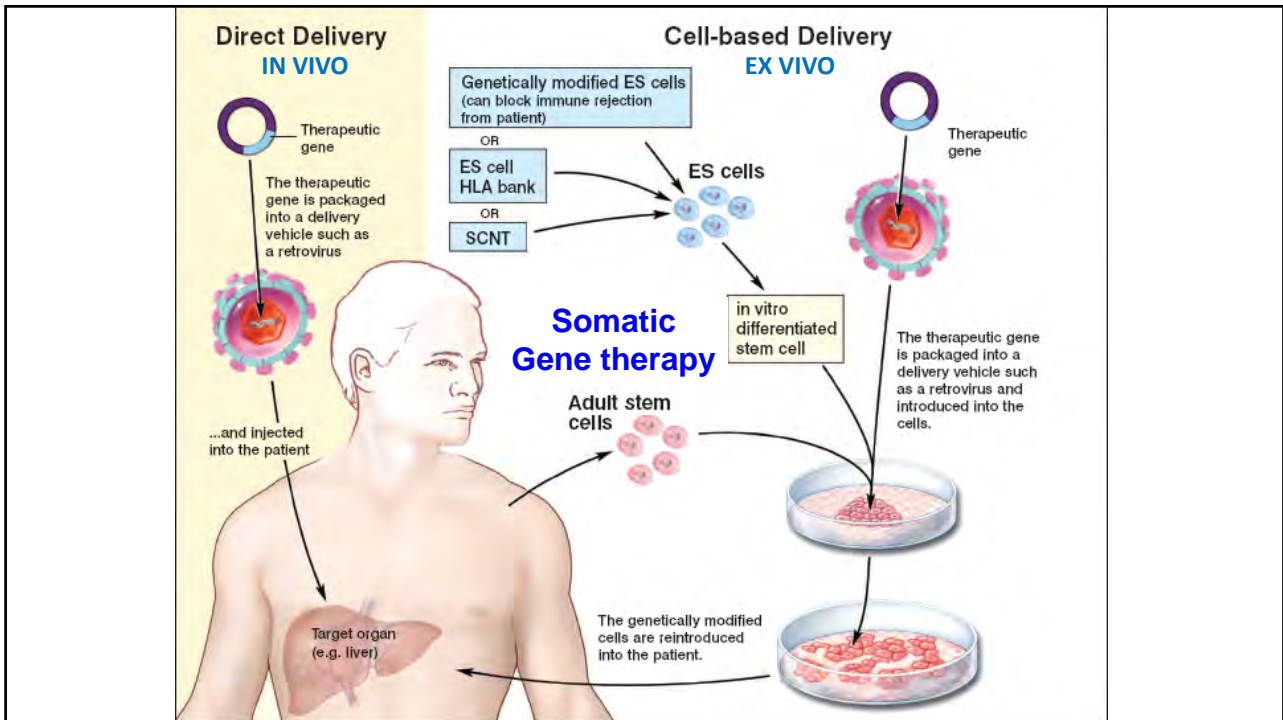 Direct Delivery
IN VIVO
Therapeutic
gene
The therapeutic
gene is packaged
into a delivery
vehicle such as
a retrovirus
...and injected
into the patient
Target organ
(e.g. liver)
Cell-based Delivery
EX VIVO
Genetically modified ES cells
(can block immune rejection
from patient)
OR
ES cell
HLA bank
OR
SCNT
ES cells
in vitro
differentiated
stem cell
Somatic
Gene therapy
Adult stem
cells
Therapeutic
gene
The therapeutic gene
is packaged into a
delivery vehicle such
as a retrovirus and
introduced into the
cells.
The genetically modified
cells are reintroduced
into the patient.